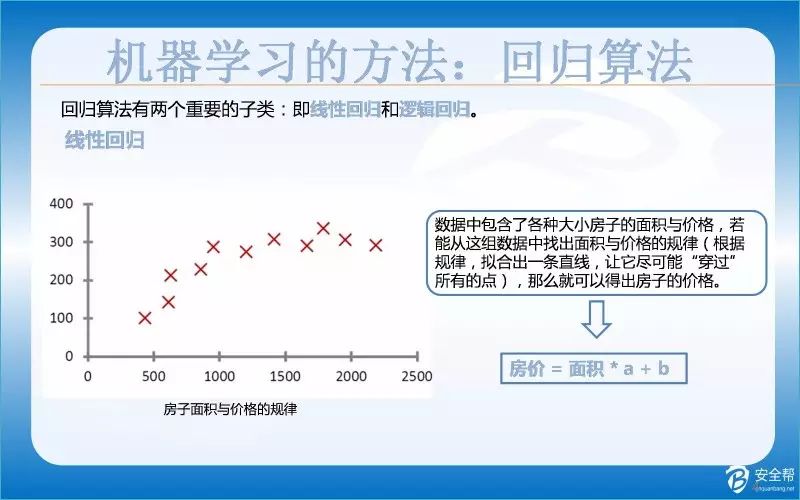 机器学习的方法：回归算法
回归算法有两个重要的子类：即线性回归和逻辑回归。
线性回归
400
300
200
100
0
0 500 1000 1500 2000 2500
房子面积与价格的规律
数据中包含了各种大小房子的面积与价格，若
能从这组数据中找出面积与价格的规律（根据
规律，拟合出一条直线，让它尽可能“穿过”
所有的点），那么就可以得出房子的价格。
房价 = 面积 * a + b
安全帮
anquanbang.net